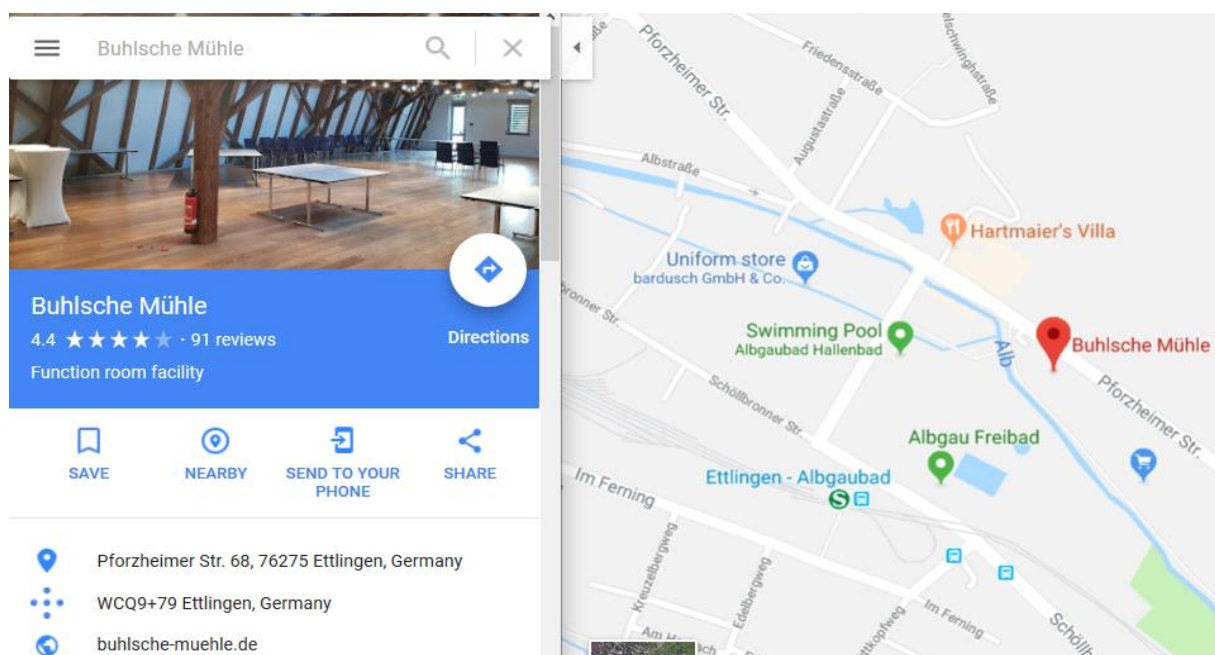 Buhlsche Mühle
Buhlsche Mühle
4.4 ★★★★★ · 91 reviews
Directions
Function room facility
SAVE
NEARBY
SEND TO YOUR
PHONE
SHARE
Pforzheimer Str. 68, 76275 Ettlingen, Germany
WCQ9+79 Ettlingen, Germany
buhlsche-muehle.de
Pforzheimer Str.
Friedensstraße
Augustastraße
Albstraße
Hartmaier's Villa
Uniform store
bardusch GmbH & Co.
Swimming Pool
Albgaubad Hallenbad
Alb
Buhlsche Mühle
Pforzheimer Str.
Schöllbronner Str.
Albgau Freibad
Ettlingen - Albgaubad
S
Im Ferning
Kreuzelbergweg
Edelbergweg
Im Ferning